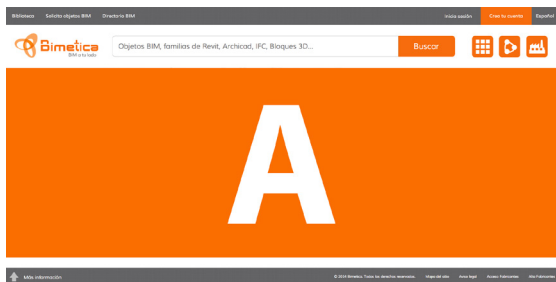 Biblioteca Solicita objetos BIM Directorio BIM Inicia sesión Crea tu cuenta Español
Bimetica
BIM a tu lado
Objetos BIM, familias de Revit, Archicad, IFC, Bloques 3D...
Buscar
A
Más información © 2014 Bimetica. Todos los derechos reservados. Mapa del sitio Aviso legal Acceso Fabricantes Alta Fabricantes